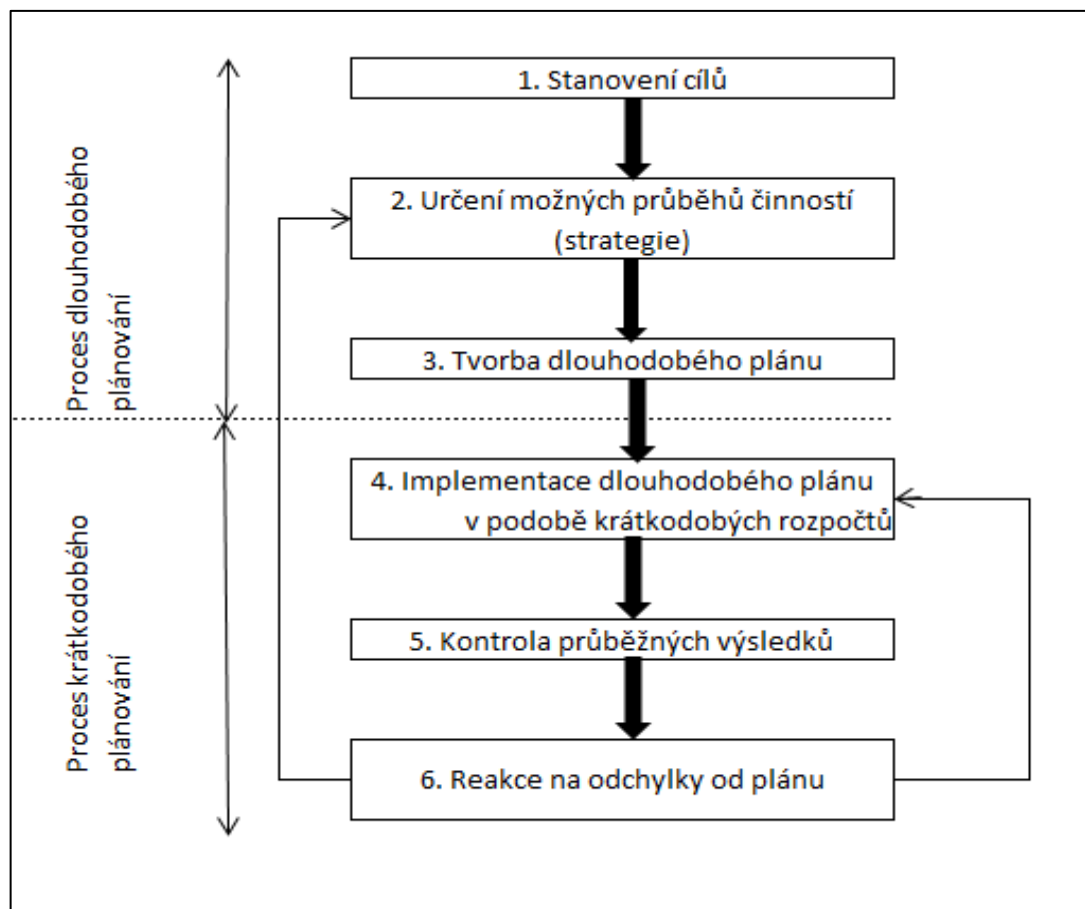 1. Stanovení cílů
2. Určení možných průběhů činností
(strategie)
3. Tvorba dlouhodobého plánu
Proces dlouhodobého
plánování
4. Implementace dlouhodobého plánu
v podobě krátkodobých rozpočtů
5. Kontrola průběžných výsledků
6. Reakce na odchylky od plánu
Proces krátkodobého
plánování